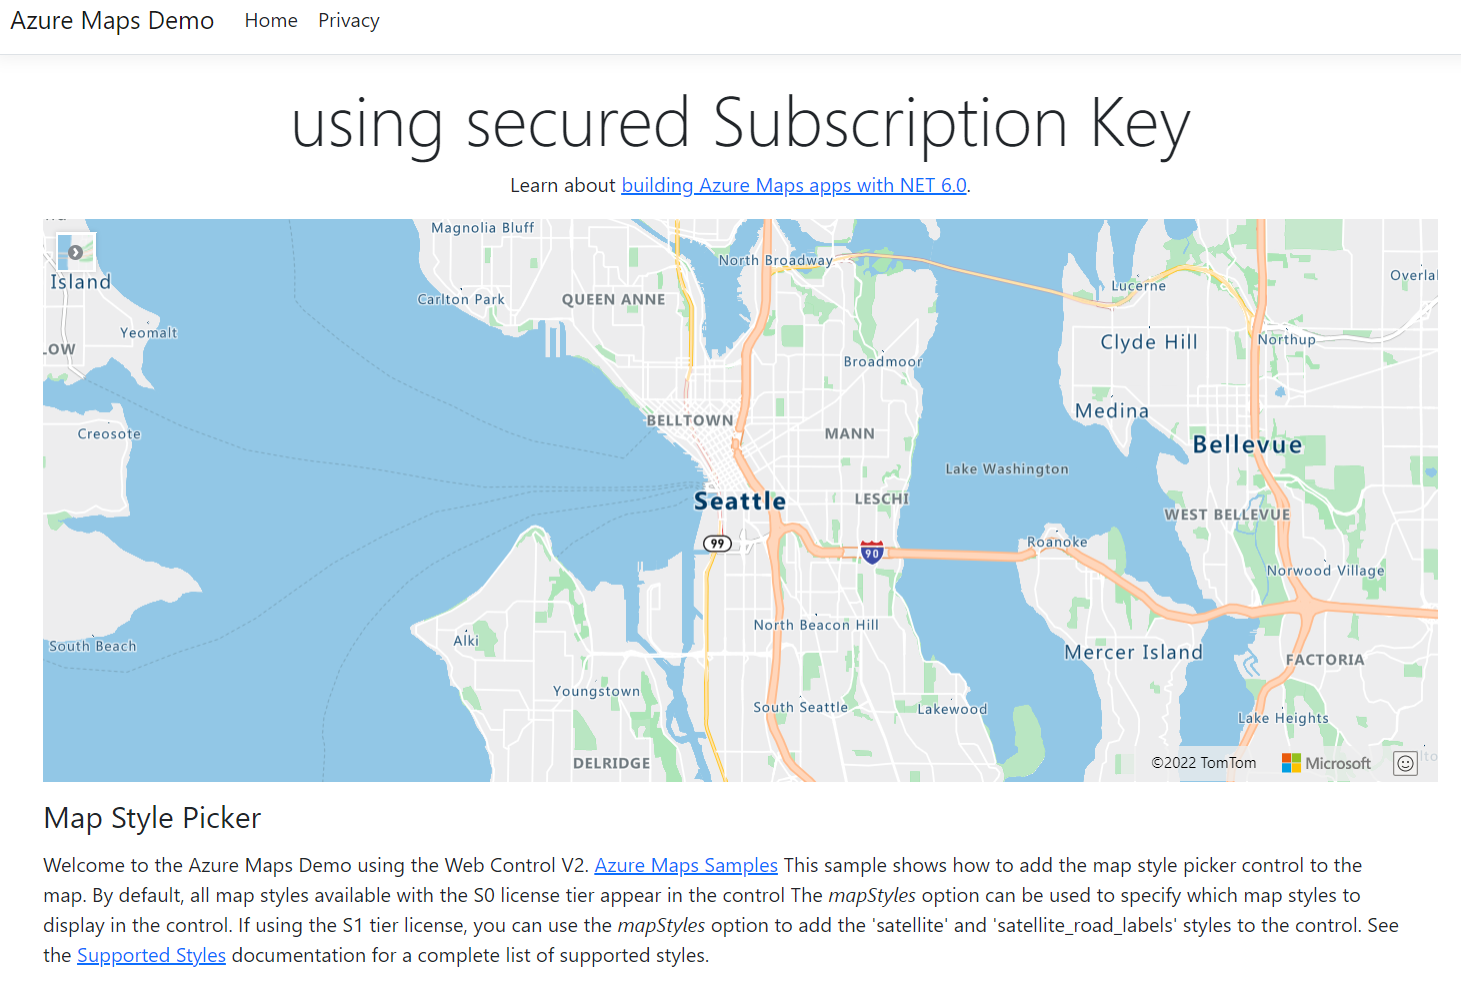 Azure Maps Demo Home Privacy
using secured Subscription Key
Learn about building Azure Maps apps with NET 6.0.
Magnolia Bluff
North Broadway
Overlal
Island
Lucerne
Carlton Park
QUEEN ANNE
Yeomalt
Clyde Hill
Northup
LOW
Broadmoor
Medina
BELLTOWN
Creosote
MANN
Bellevue
Lake Washington
Seattle
LESCHI
WEST BELLEVUE
99
Roanoke
90
Norwood Village
North Beacon Hill
Alki
South Beach
Mercer Island
FACTORIA
Youngstown
South Seattle
Lakewood
Lake Heights
DELRIDGE
©2022 TomTom
Microsoft
Map Style Picker
Welcome to the Azure Maps Demo using the Web Control V2. Azure Maps Samples This sample shows how to add the map style picker control to the
map. By default, all map styles available with the S0 license tier appear in the control The mapStyles option can be used to specify which map styles to
display in the control. If using the S1 tier license, you can use the mapStyles option to add the 'satellite' and 'satellite_road_labels' styles to the control. See
the Supported Styles documentation for a complete list of supported styles.